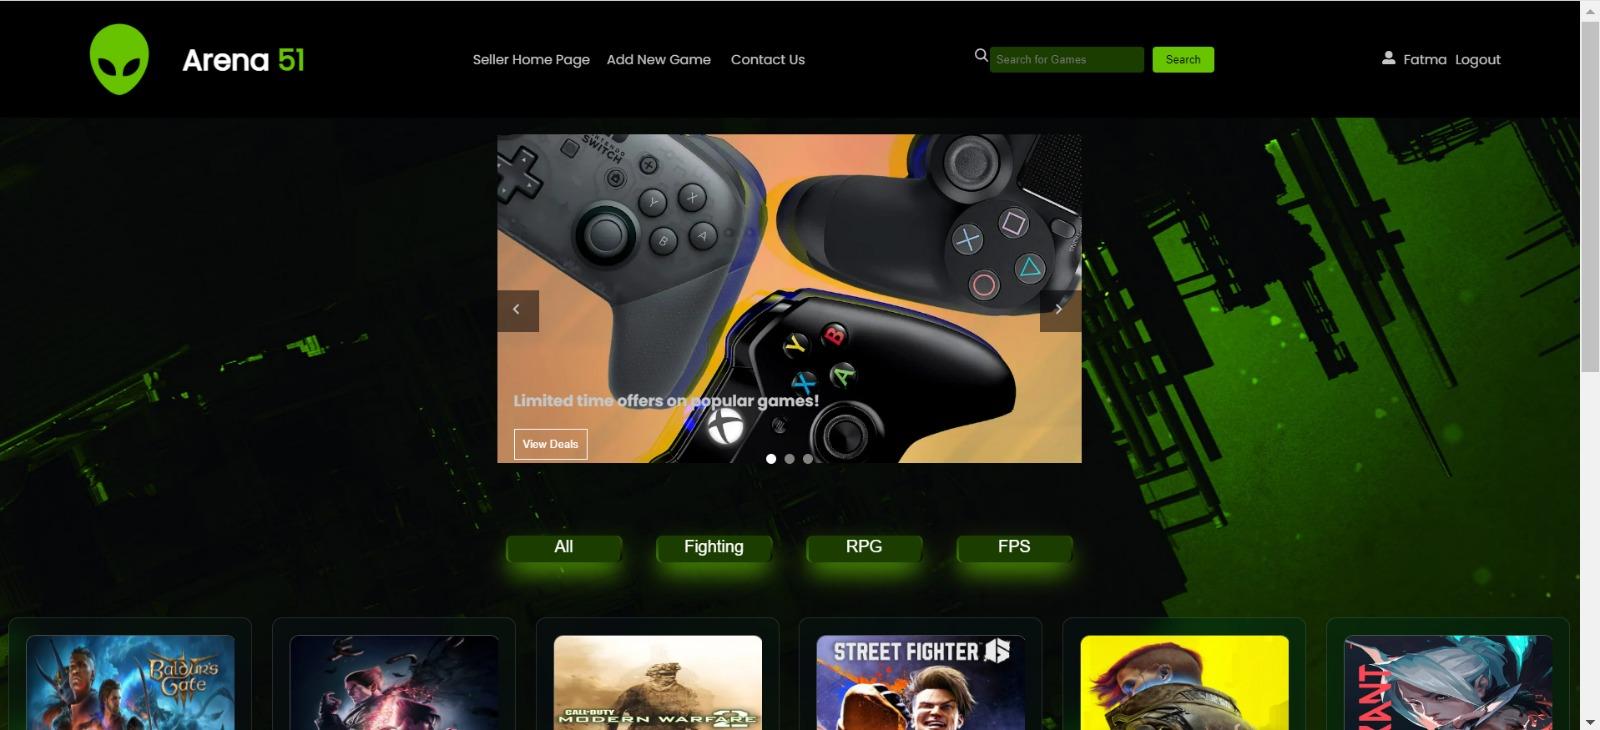 Arena 51
Seller Home Page
Add New Game
Contact Us
Search for Games
Search
Fatma
Logout
NINTENDO
SWITCH
Y
X
B
A
Y
B
X
A
Limited time offers on popular games!
View Deals
All
Fighting
RPG
FPS
BALDUR'S
GATE
CALL·DUTY
MODERN WARFARE
2
STREET FIGHTER 6